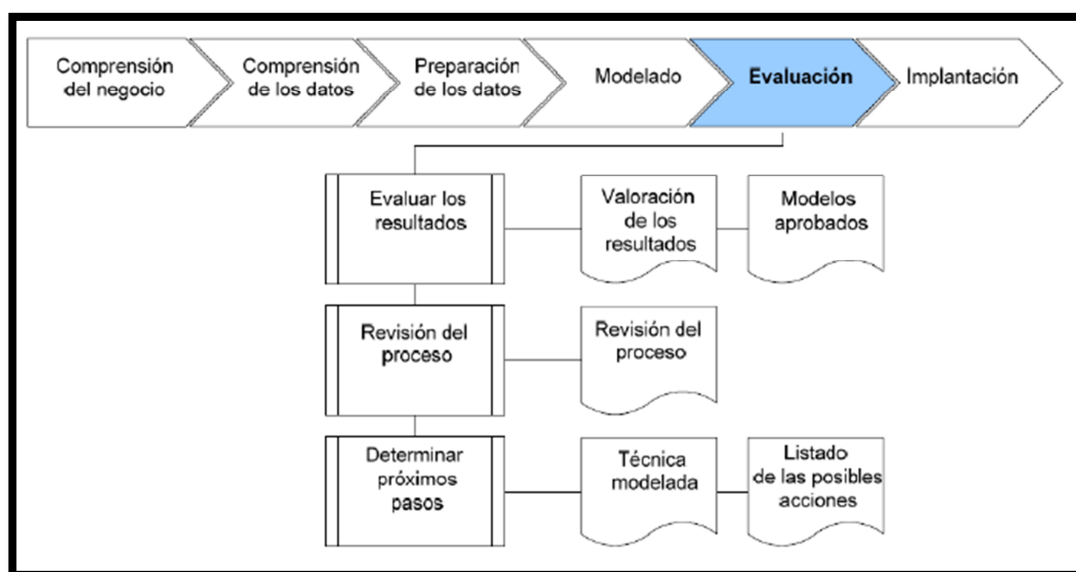 Comprensión
del negocio
Comprensión
de los datos
Preparación
de los datos
Modelado
Evaluación
Implantación
Evaluar los
resultados
Valoración
de los
resultados
Modelos
aprobados
Revisión del
proceso
Revisión del
proceso
Determinar
próximos
pasos
Técnica
modelada
Listado
de las posibles
acciones